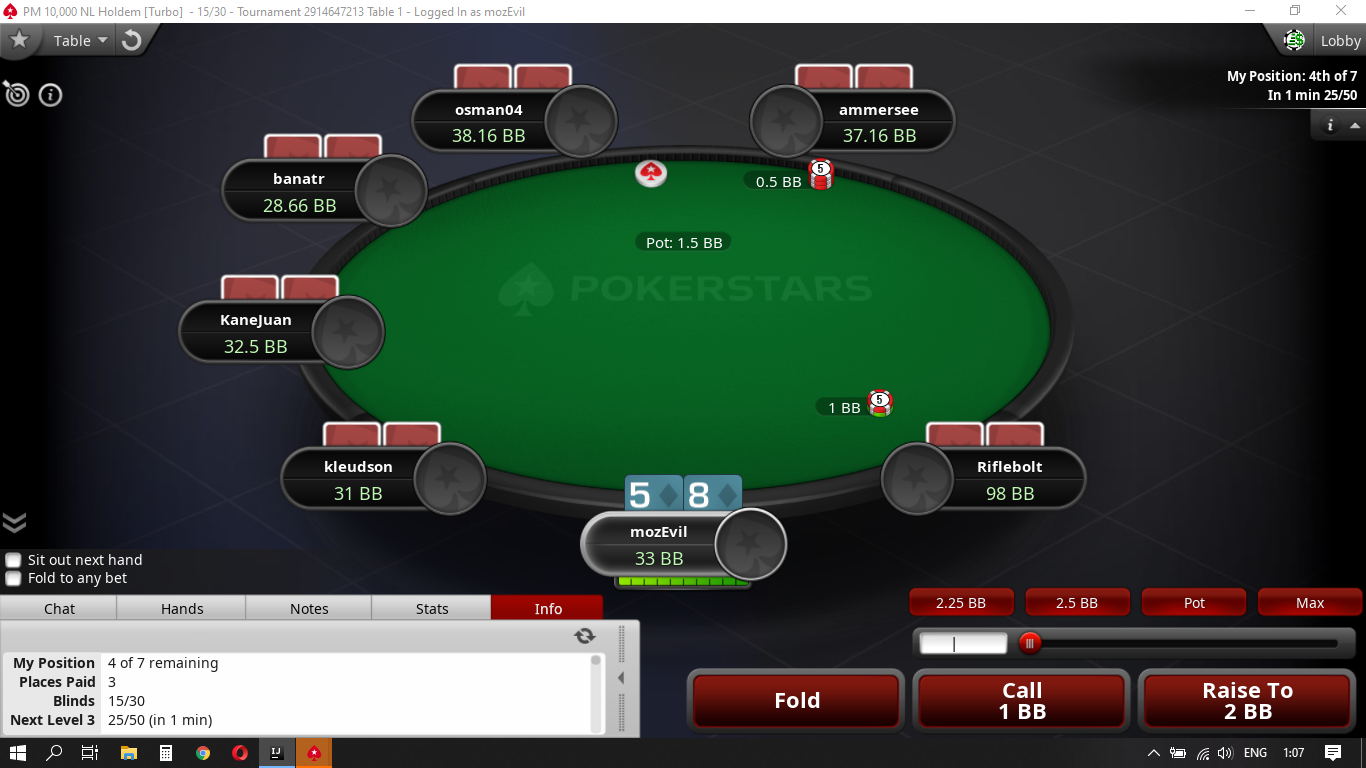 PM 10,000 NL Holdem [Turbo]  - 15/30 - Tournament 2914647213 Table 1 - Logged In as mozEvil
Table
Lobby
My Position: 4th of 7
In 1 min 25/50
osman04
38.16 BB
ammersee
37.16 BB
banatr
28.66 BB
5
0.5 BB
Pot: 1.5 BB
POKERSTARS
KaneJuan
32.5 BB
5
1 BB
kleudson
31 BB
Riflebolt
98 BB
5 8
mozEvil
33 BB
Sit out next hand
Fold to any bet
Chat Hands Notes Stats Info
2.25 BB 2.5 BB Pot Max
My Position 4 of 7 remaining
Places Paid 3
Blinds 15/30
Next Level 3 25/50 (in 1 min)
Fold
Call
1 BB
Raise To
2 BB
IJ
ENG 1:07